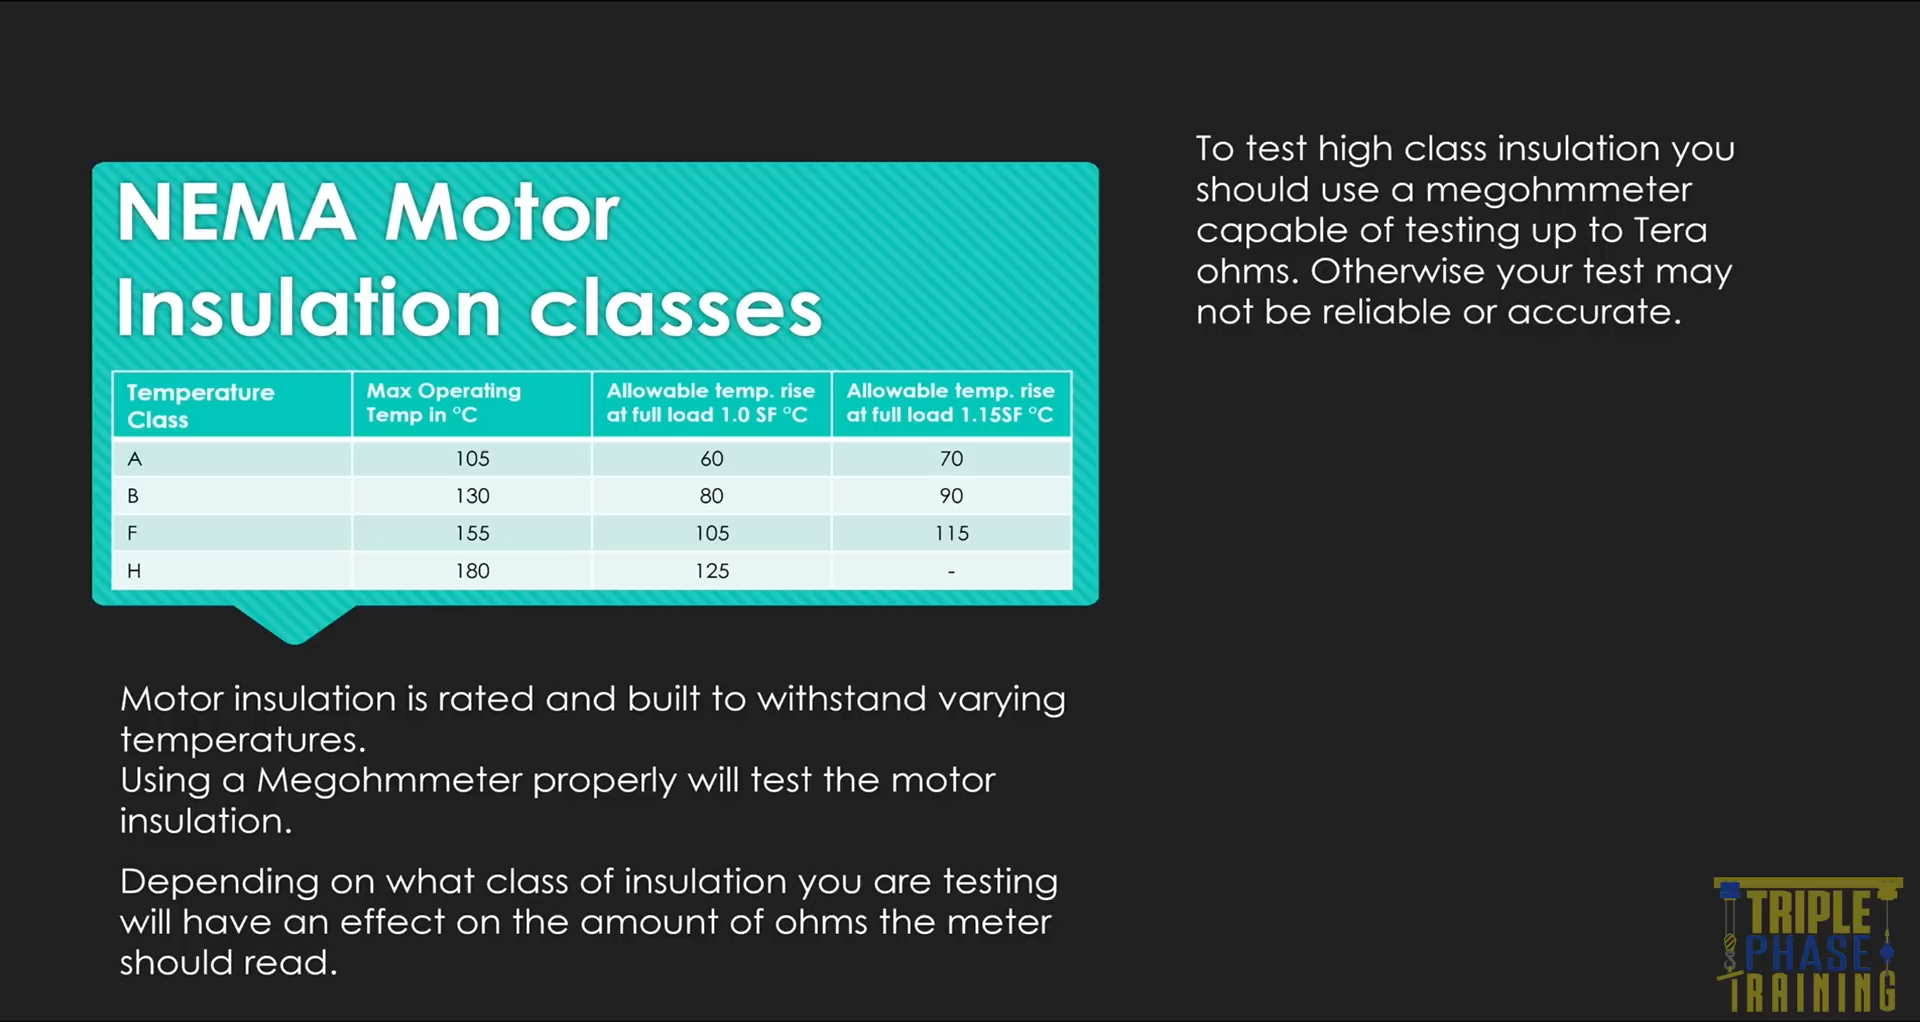 NEMA Motor
Insulation classes
Temperature Class | Max Operating Temp in °C | Allowable temp. rise at full load 1.0 SF °C | Allowable temp. rise at full load 1.15SF °C
A | 105 | 60 | 70
B | 130 | 80 | 90
F | 155 | 105 | 115
H | 180 | 125 | -
Motor insulation is rated and built to withstand varying
temperatures.
Using a Megohmmeter properly will test the motor
insulation.
Depending on what class of insulation you are testing
will have an effect on the amount of ohms the meter
should read.
To test high class insulation you
should use a megohmmeter
capable of testing up to Tera
ohms. Otherwise your test may
not be reliable or accurate.
TRIPLE
PHASE
TRAINING